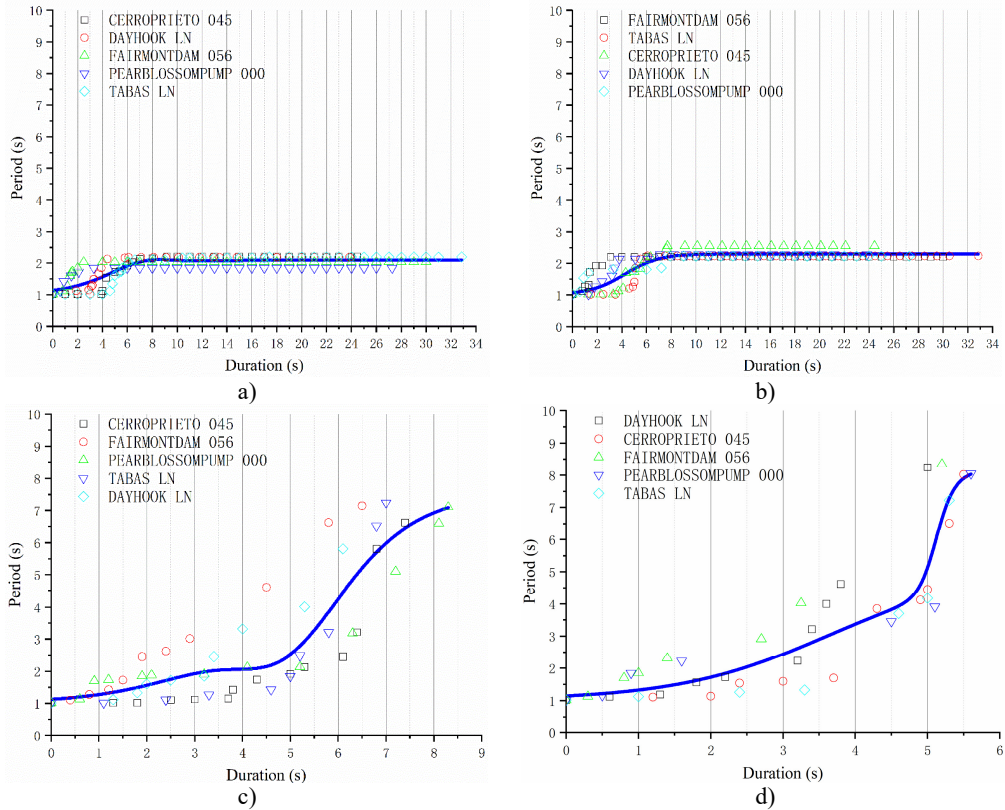 CERROPRIETO 045
DAYHOOK LN
FAIRMONTDAM 056
PEARBLOSSOMPUMP 000
TABAS LN
10
9
8
7
6
5
4
3
2
1
0
Period (s)
0 2 4 6 8 10 12 14 16 18 20 22 24 26 28 30 32 34
Duration (s)
a)
FAIRMONTDAM 056
TABAS LN
CERROPRIETO 045
DAYHOOK LN
PEARBLOSSOMPUMP 000
10
9
8
7
6
5
4
3
2
1
0
Period (s)
0 2 4 6 8 10 12 14 16 18 20 22 24 26 28 30 32 34
Duration (s)
b)
CERROPRIETO 045
FAIRMONTDAM 056
PEARBLOSSOMPUMP 000
TABAS LN
DAYHOOK LN
10
9
8
7
6
5
4
3
2
1
0
Period (s)
0 1 2 3 4 5 6 7 8 9
Duration (s)
c)
DAYHOOK LN
CERROPRIETO 045
FAIRMONTDAM 056
PEARBLOSSOMPUMP 000
TABAS LN
10
9
8
7
6
5
4
3
2
1
0
Period (s)
0 1 2 3 4 5 6
Duration (s)
d)